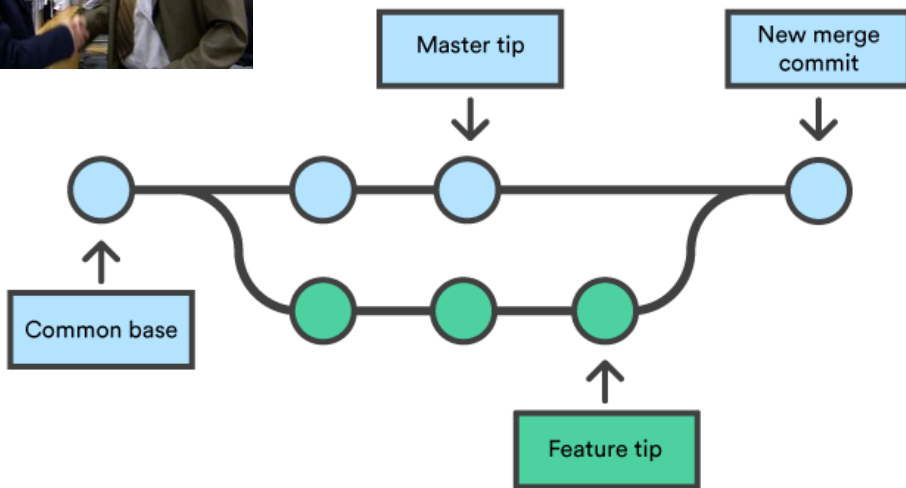 Master tip
New merge
commit
Common base
Feature tip